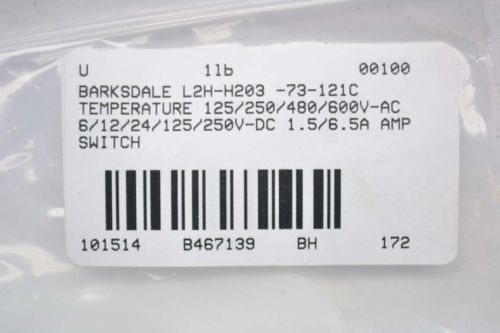 U 1lb 00100
BARKSDALE L2H-H203 -73-121C
TEMPERATURE 125/250/480/600V-AC
6/12/24/125/250V-DC 1.5/6.5A AMP
SWITCH
101514 B467139 BH 172